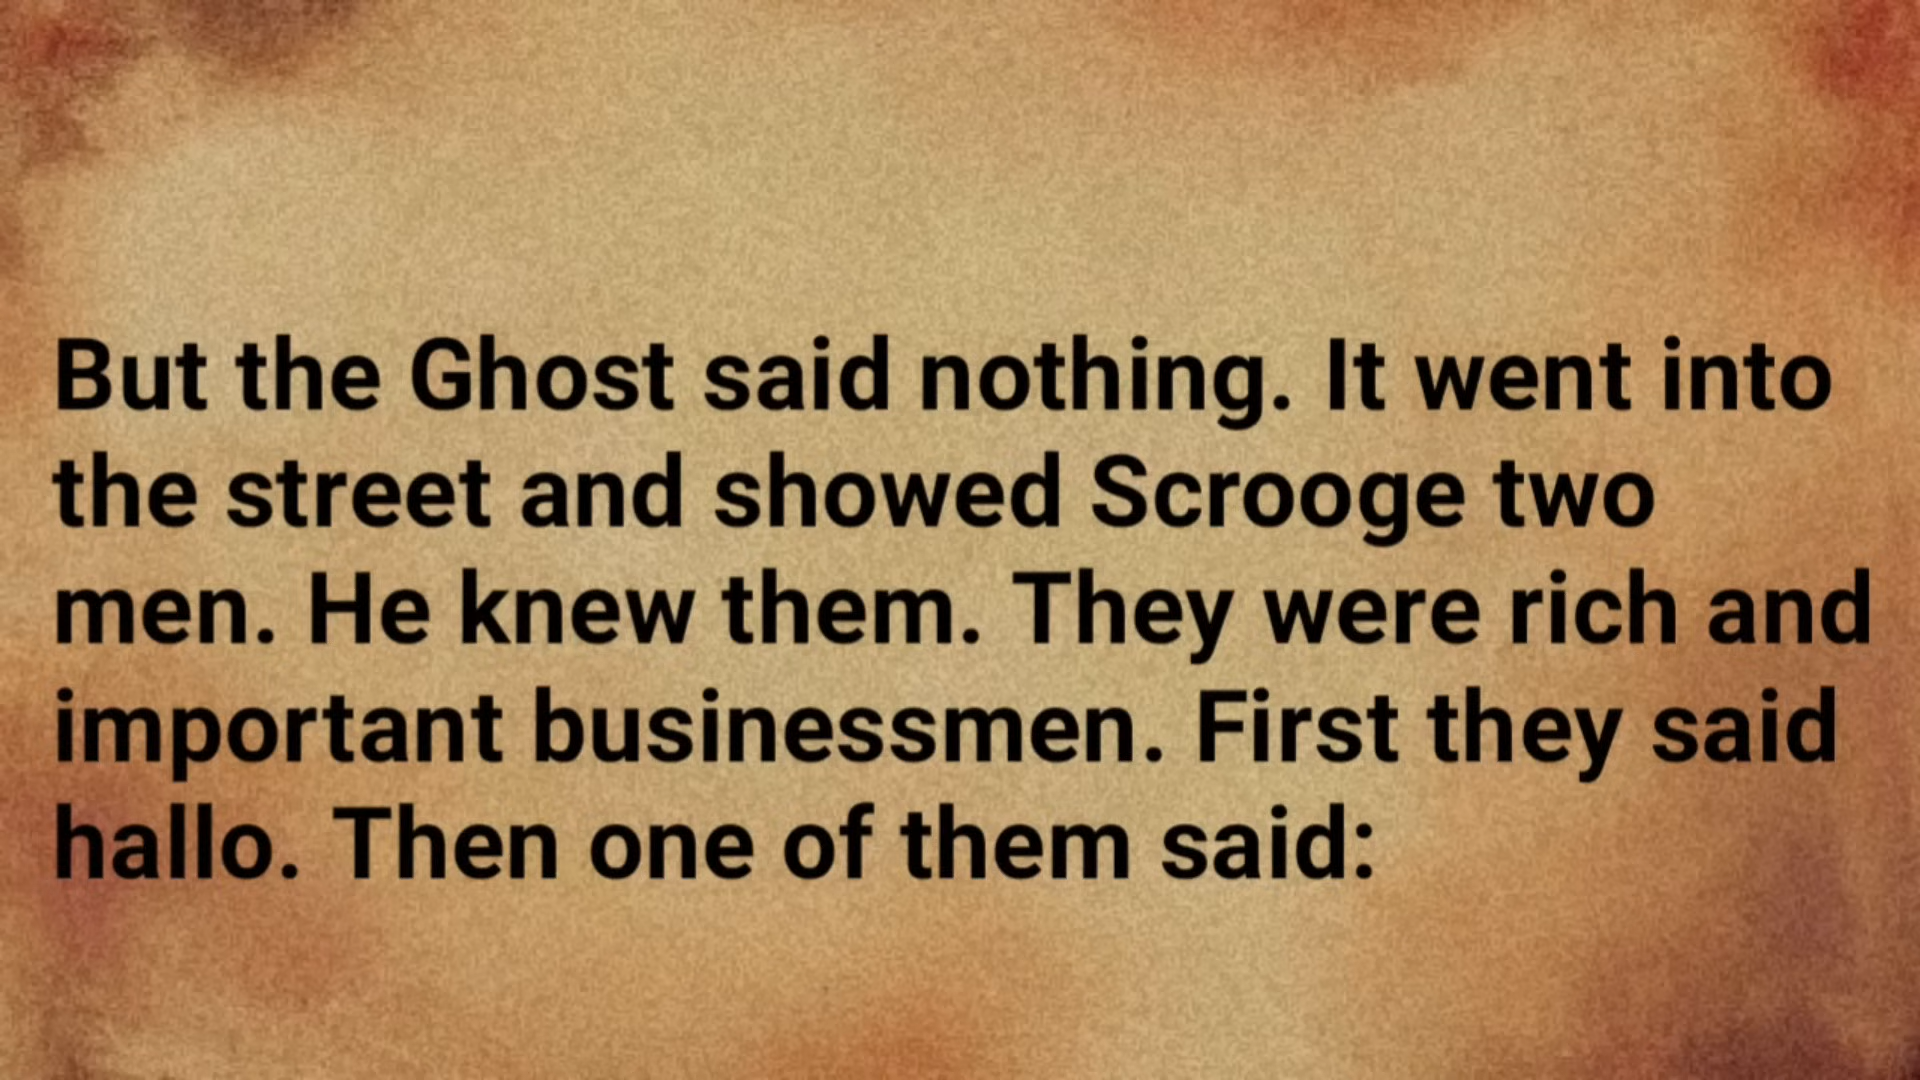 But the Ghost said nothing. It went into
the street and showed Scrooge two
men. He knew them. They were rich and
important businessmen. First they said
hallo. Then one of them said: